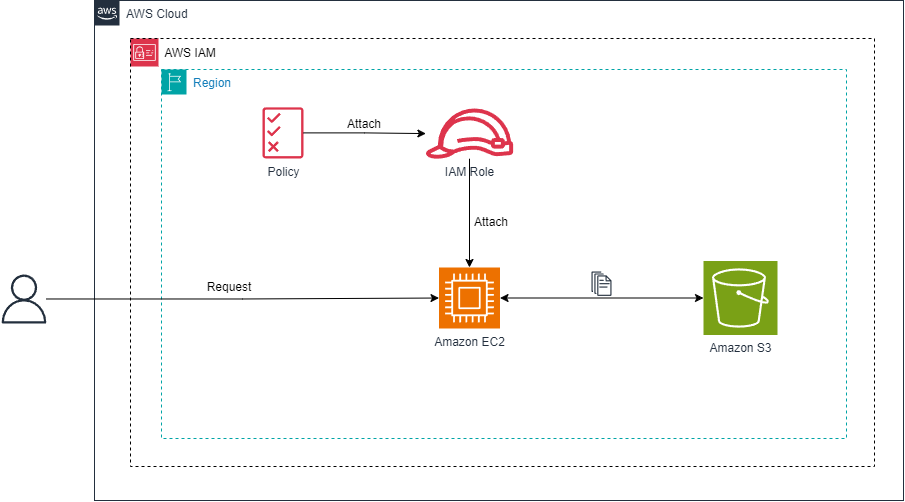 aws
AWS Cloud
AWS IAM
Region
Attach
Policy
IAM Role
Attach
Request
Amazon EC2
Amazon S3